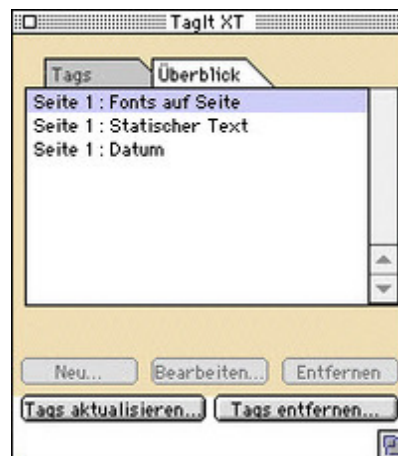 TagIt XT
Tags Überblick
Seite 1 : Fonts auf Seite
Seite 1 : Statischer Text
Seite 1 : Datum
Neu... Bearbeiten... Entfernen
Tags aktualisieren... Tags entfernen...